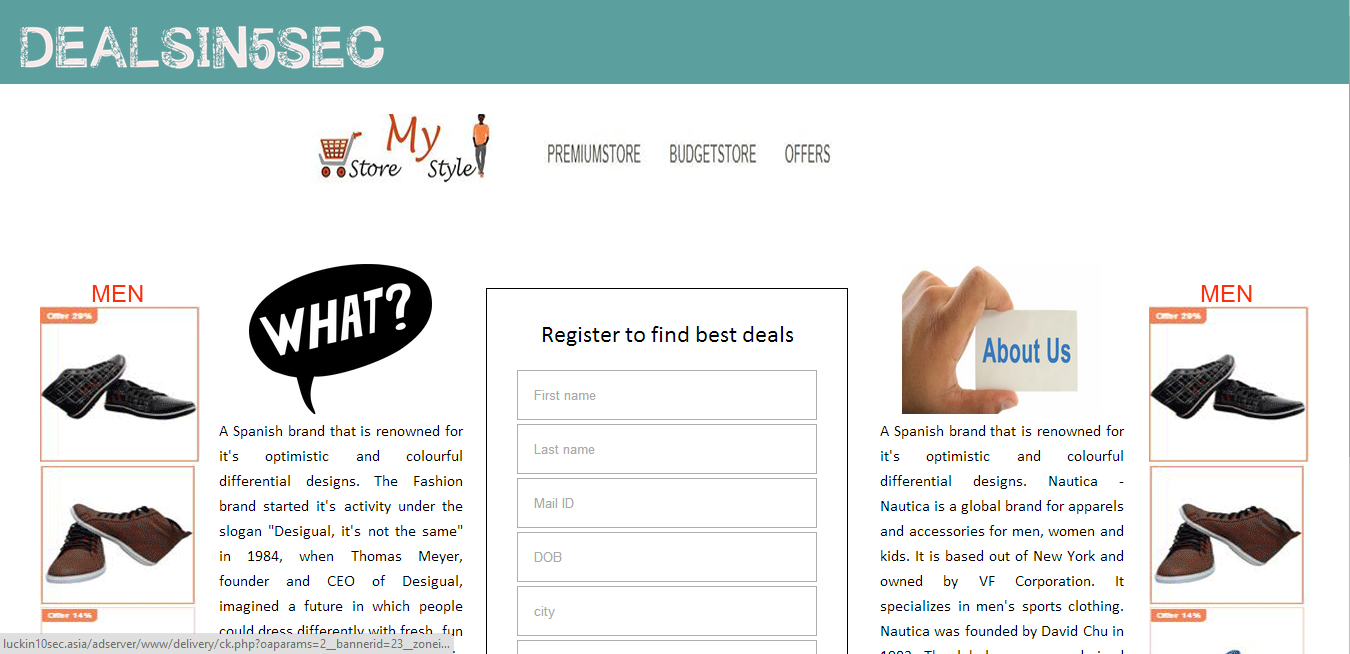 DEALSIN5SEC
My
Store Style
PREMIUMSTORE BUDGETSTORE OFFERS
MEN
Offer 29%
Offer 14%
WHAT?
A Spanish brand that is renowned for
it's optimistic and colourful
differential designs. The Fashion
brand started it's activity under the
slogan "Desigual, it's not the same"
in 1984, when Thomas Meyer,
founder and CEO of Desigual,
imagined a future in which people
could dress differently with fresh, fun
Register to find best deals
First name
Last name
Mail ID
DOB
city
About Us
A Spanish brand that is renowned for
it's optimistic and colourful
differential designs. Nautica -
Nautica is a global brand for apparels
and accessories for men, women and
kids. It is based out of New York and
owned by VF Corporation. It
specializes in men's sports clothing.
Nautica was founded by David Chu in
MEN
Offer 29%
Offer 14%
luckin10sec.asia/adserver/www/delivery/ck.php?oaparams=2__bannerid=23__zonei...